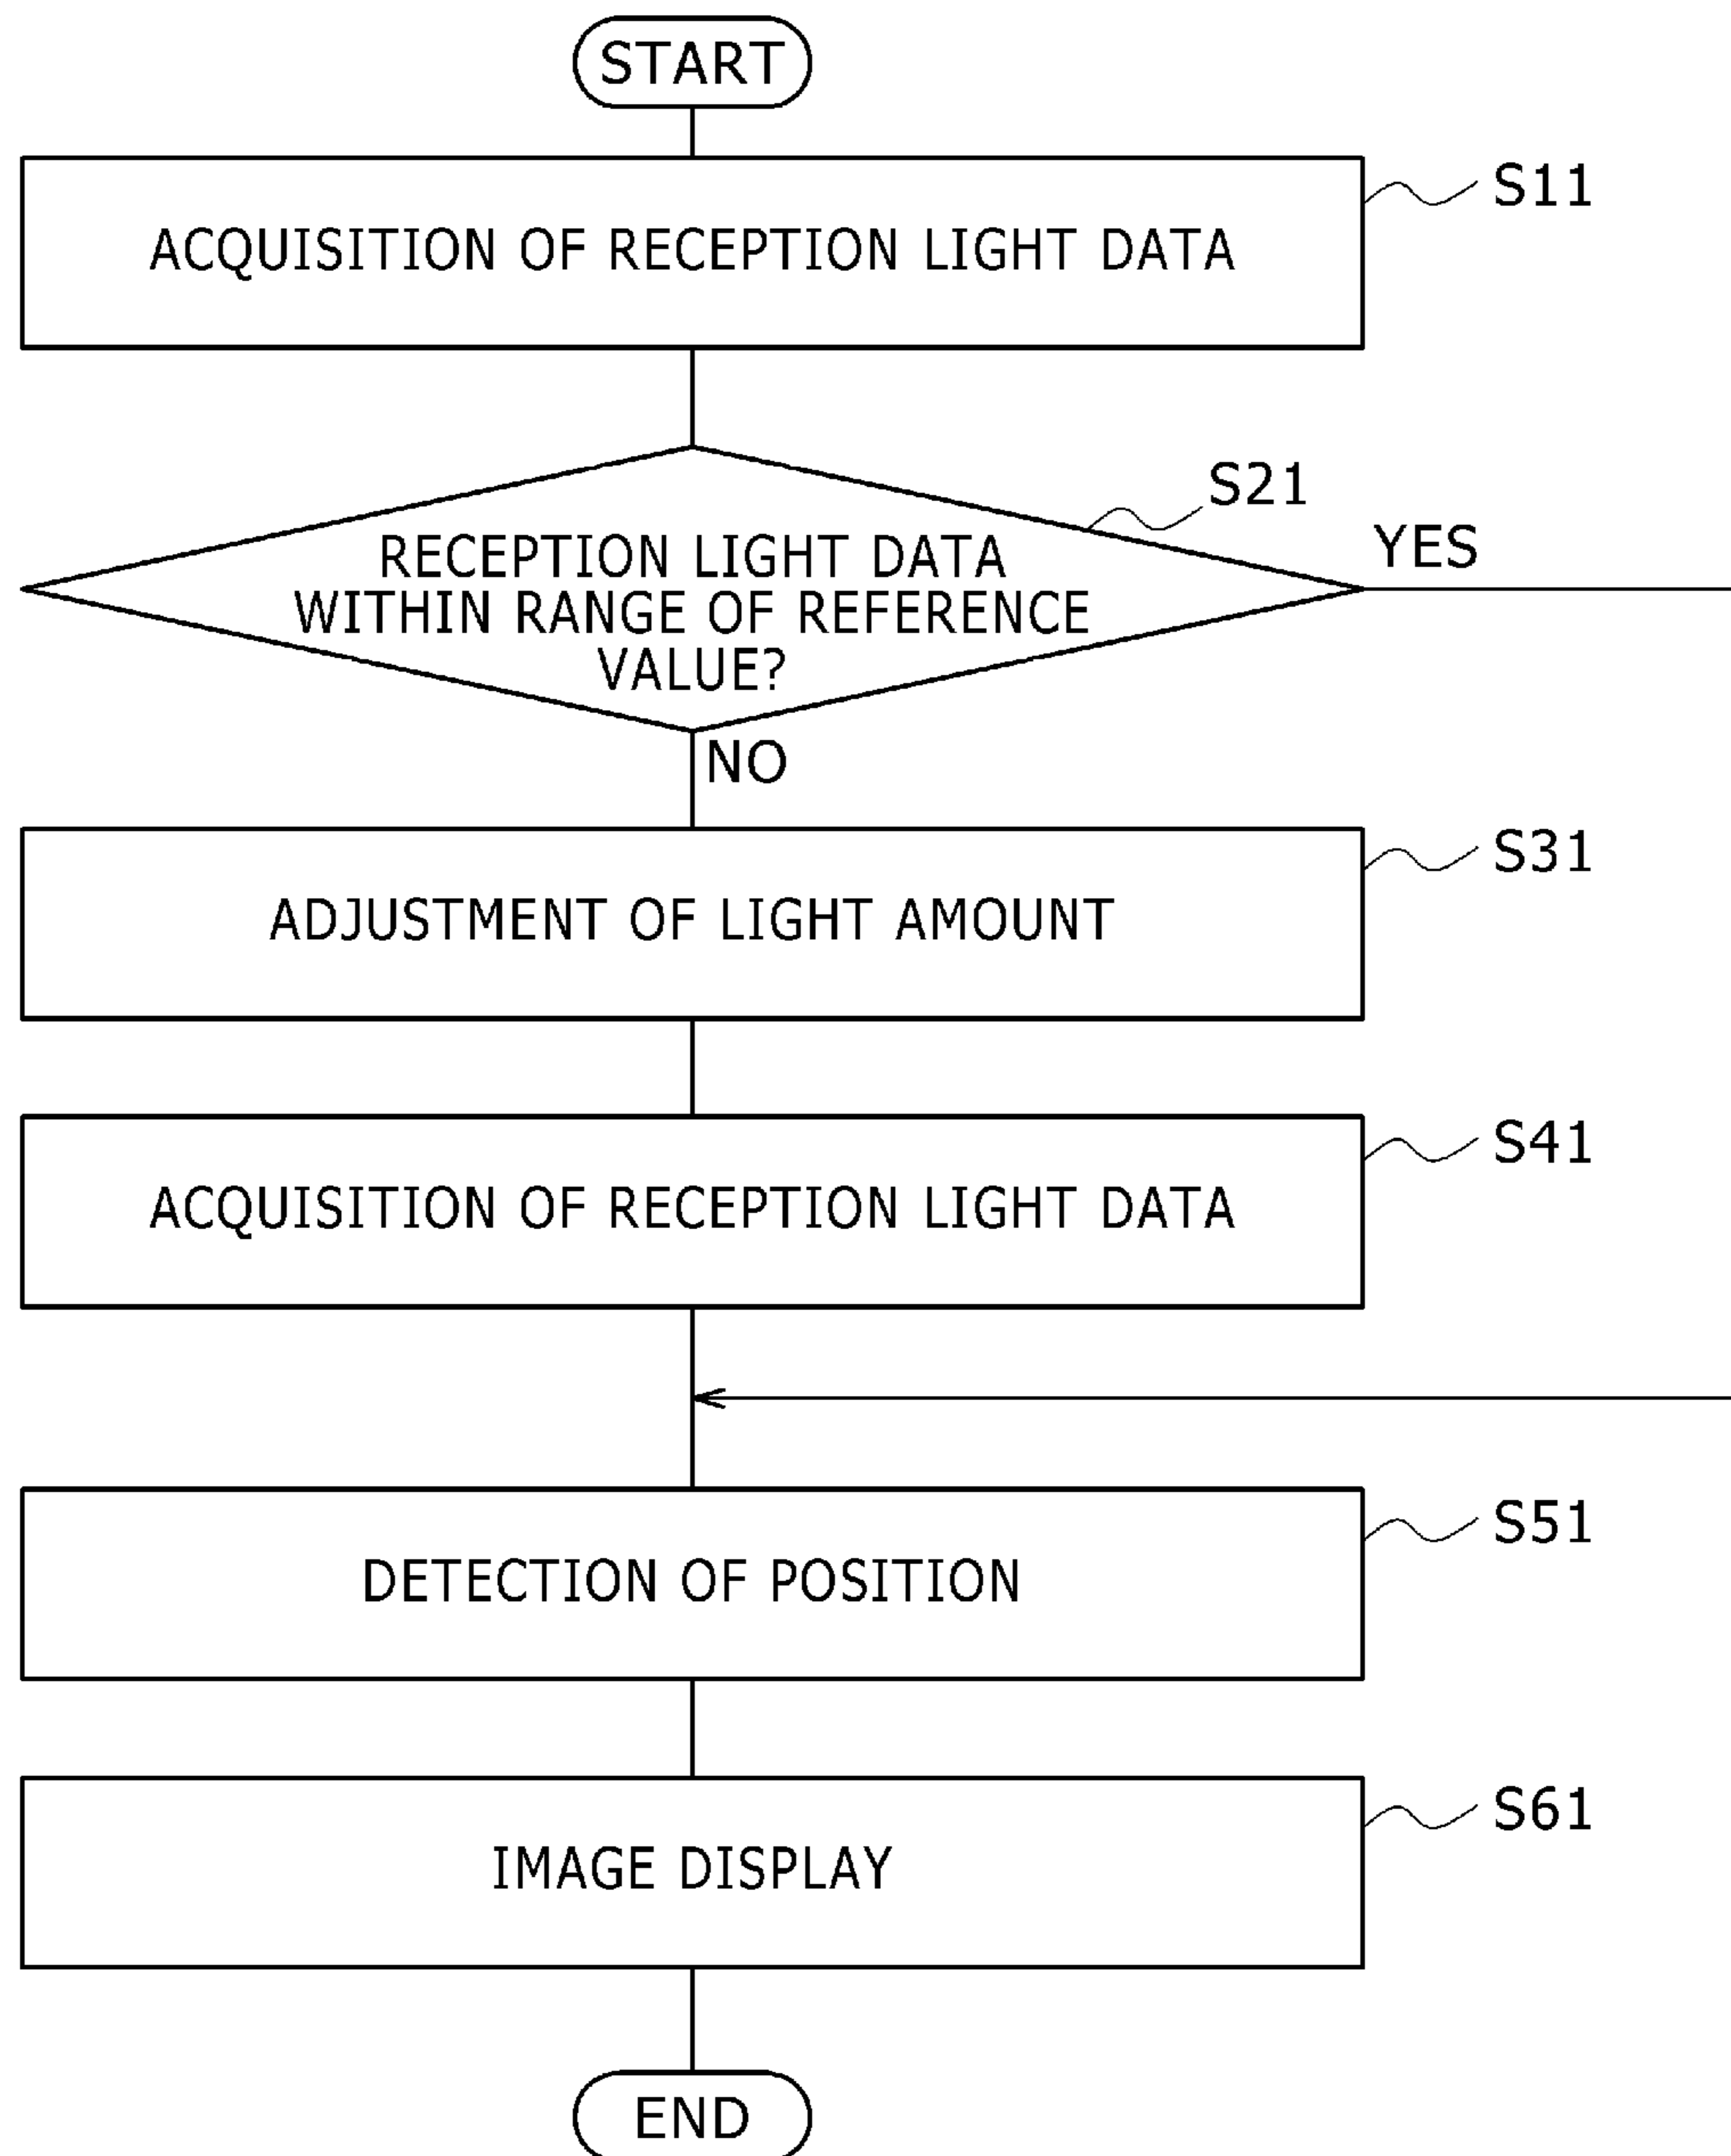 START
S11
ACQUISITION OF RECEPTION LIGHT DATA
S21
YES
RECEPTION LIGHT DATA
WITHIN RANGE OF REFERENCE
VALUE?
NO
S31
ADJUSTMENT OF LIGHT AMOUNT
S41
ACQUISITION OF RECEPTION LIGHT DATA
S51
DETECTION OF POSITION
S61
IMAGE DISPLAY
END